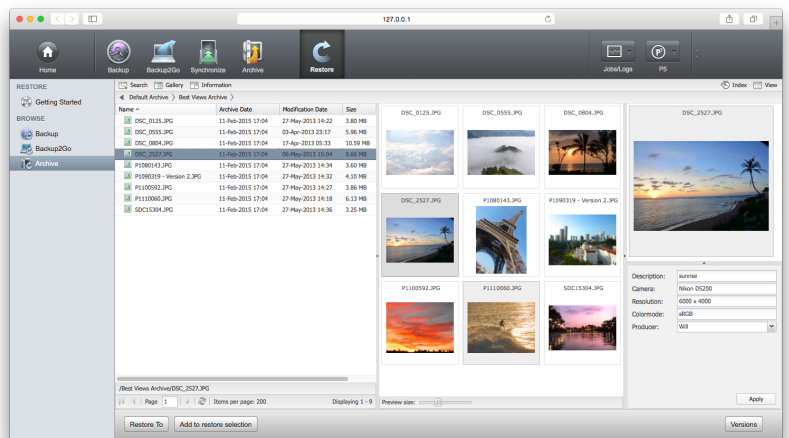 127.0.0.1
Home
Backup
Backup2Go
Synchronize
Archive
Restore
Jobs/Logs
P5
RESTORE
Getting Started
BROWSE
Backup
Backup2Go
Archive
Search Gallery Information
Index View
Default Archive Best Views Archive
Name Archive Date Modification Date Size
DSC_0125.JPG 11-Feb-2015 17:04 27-May-2013 14:22 3.80 MB
DSC_0555.JPG 11-Feb-2015 17:04 03-Apr-2013 23:17 5.96 MB
DSC_0804.JPG 11-Feb-2015 17:04 17-Apr-2013 05:33 10.59 MB
DSC_2527.JPG 11-Feb-2015 17:04 06-May-2013 15:04 9.66 MB
P1080143.JPG 11-Feb-2015 17:04 27-May-2013 14:34 3.60 MB
P1090319 - Version 2.JPG 11-Feb-2015 17:04 27-May-2013 14:32 4.10 MB
P1100592.JPG 11-Feb-2015 17:04 27-May-2013 14:27 3.86 MB
P1110060.JPG 11-Feb-2015 17:04 27-May-2013 14:18 6.13 MB
SDC15304.JPG 11-Feb-2015 17:04 27-May-2013 14:36 3.25 MB
/Best Views Archive/DSC_2527.JPG
Page 1 Items per page: 200 Displaying 1 - 9
DSC_0125.JPG DSC_0555.JPG DSC_0804.JPG
DSC_2527.JPG P1080143.JPG P1090319 - Version 2.JPG
P1100592.JPG P1110060.JPG SDC15304.JPG
Preview size:
DSC_2527.JPG
Description: sunrise
Camera: Nikon D5200
Resolution: 6000 x 4000
Colormode: sRGB
Producer: Will
Apply
Restore To
Add to restore selection
Versions